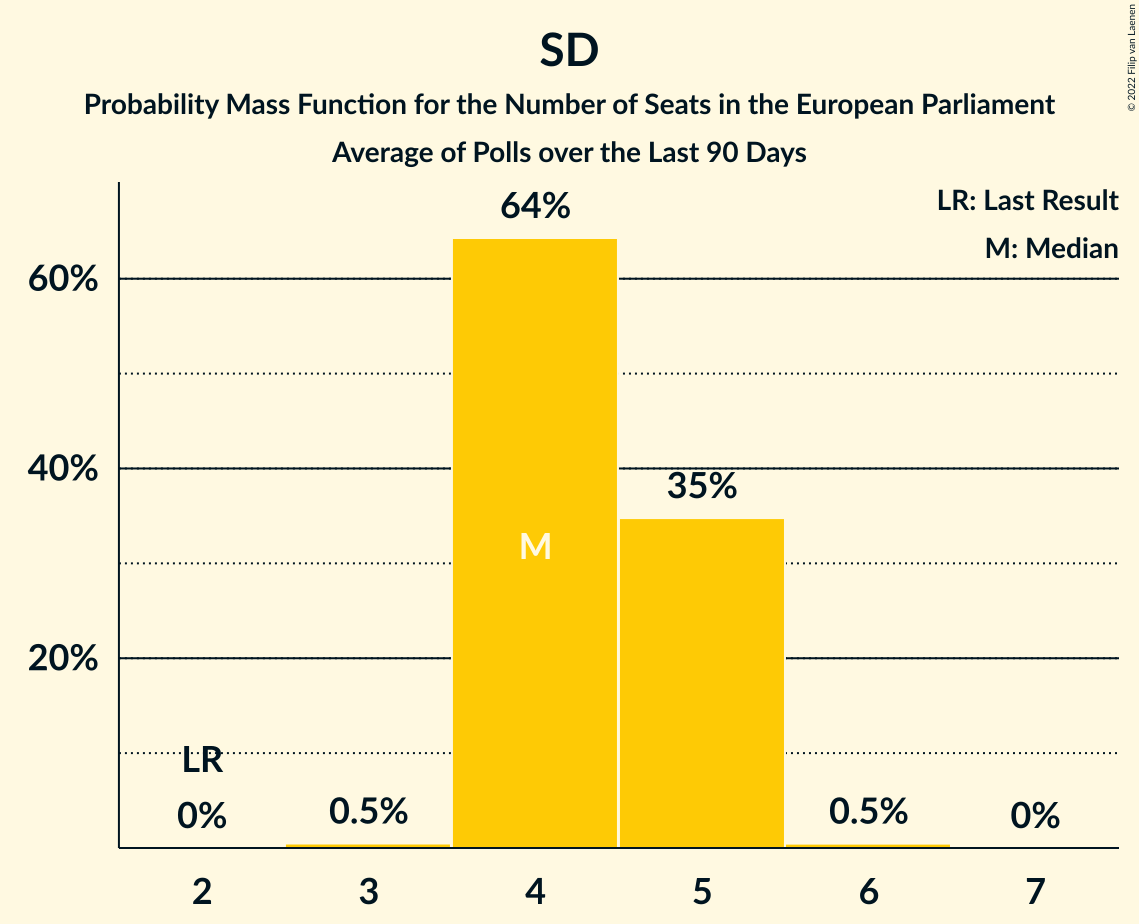 SD
Probability Mass Function for the Number of Seats in the European Parliament
Average of Polls over the Last 90 Days
© 2022 Filip van Laenen
LR: Last Result
M: Median
64%
60%
40%
35%
M
20%
LR
0%
0.5%
0.5%
0%
2 3 4 5 6 7